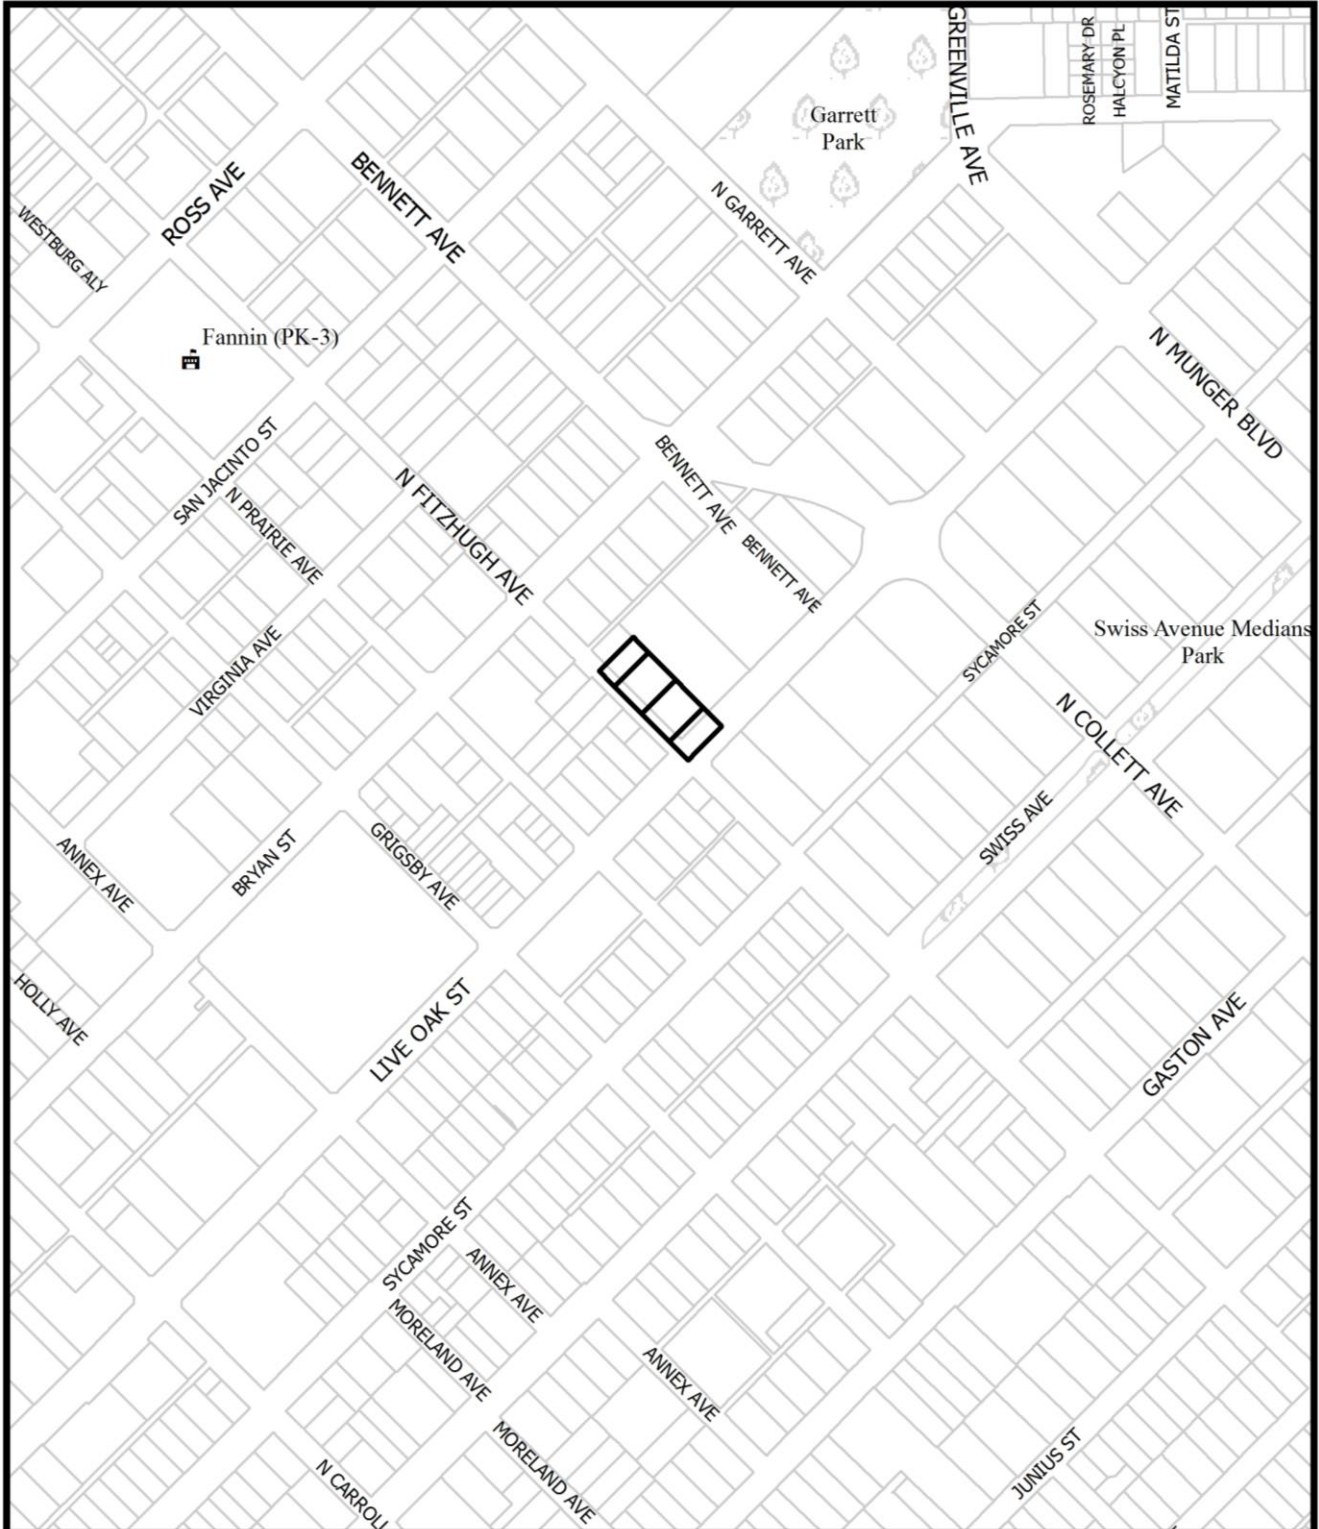 GREENVILLE AVE
ROSEMARY DR
HALCYON PL
MATILDA ST
Garrett
Park
ROSS AVE
BENNETT AVE
N GARRETT AVE
WESTBURG ALY
Fannin (PK-3)
N MUNGER BLVD
SAN JACINTO ST
N PRAIRIE AVE
N FITZHUGH AVE
BENNETT AVE
BENNETT AVE
VIRGINIA AVE
SYCAMORE ST
Swiss Avenue Medians
Park
N COLLETT AVE
SWISS AVE
ANNEX AVE
BRYAN ST
GRIGSBY AVE
HOLLY AVE
LIVE OAK ST
GASTON AVE
SYCAMORE ST
ANNEX AVE
MORELAND AVE
ANNEX AVE
MORELAND AVE
N CARROLL
JUNIUS ST